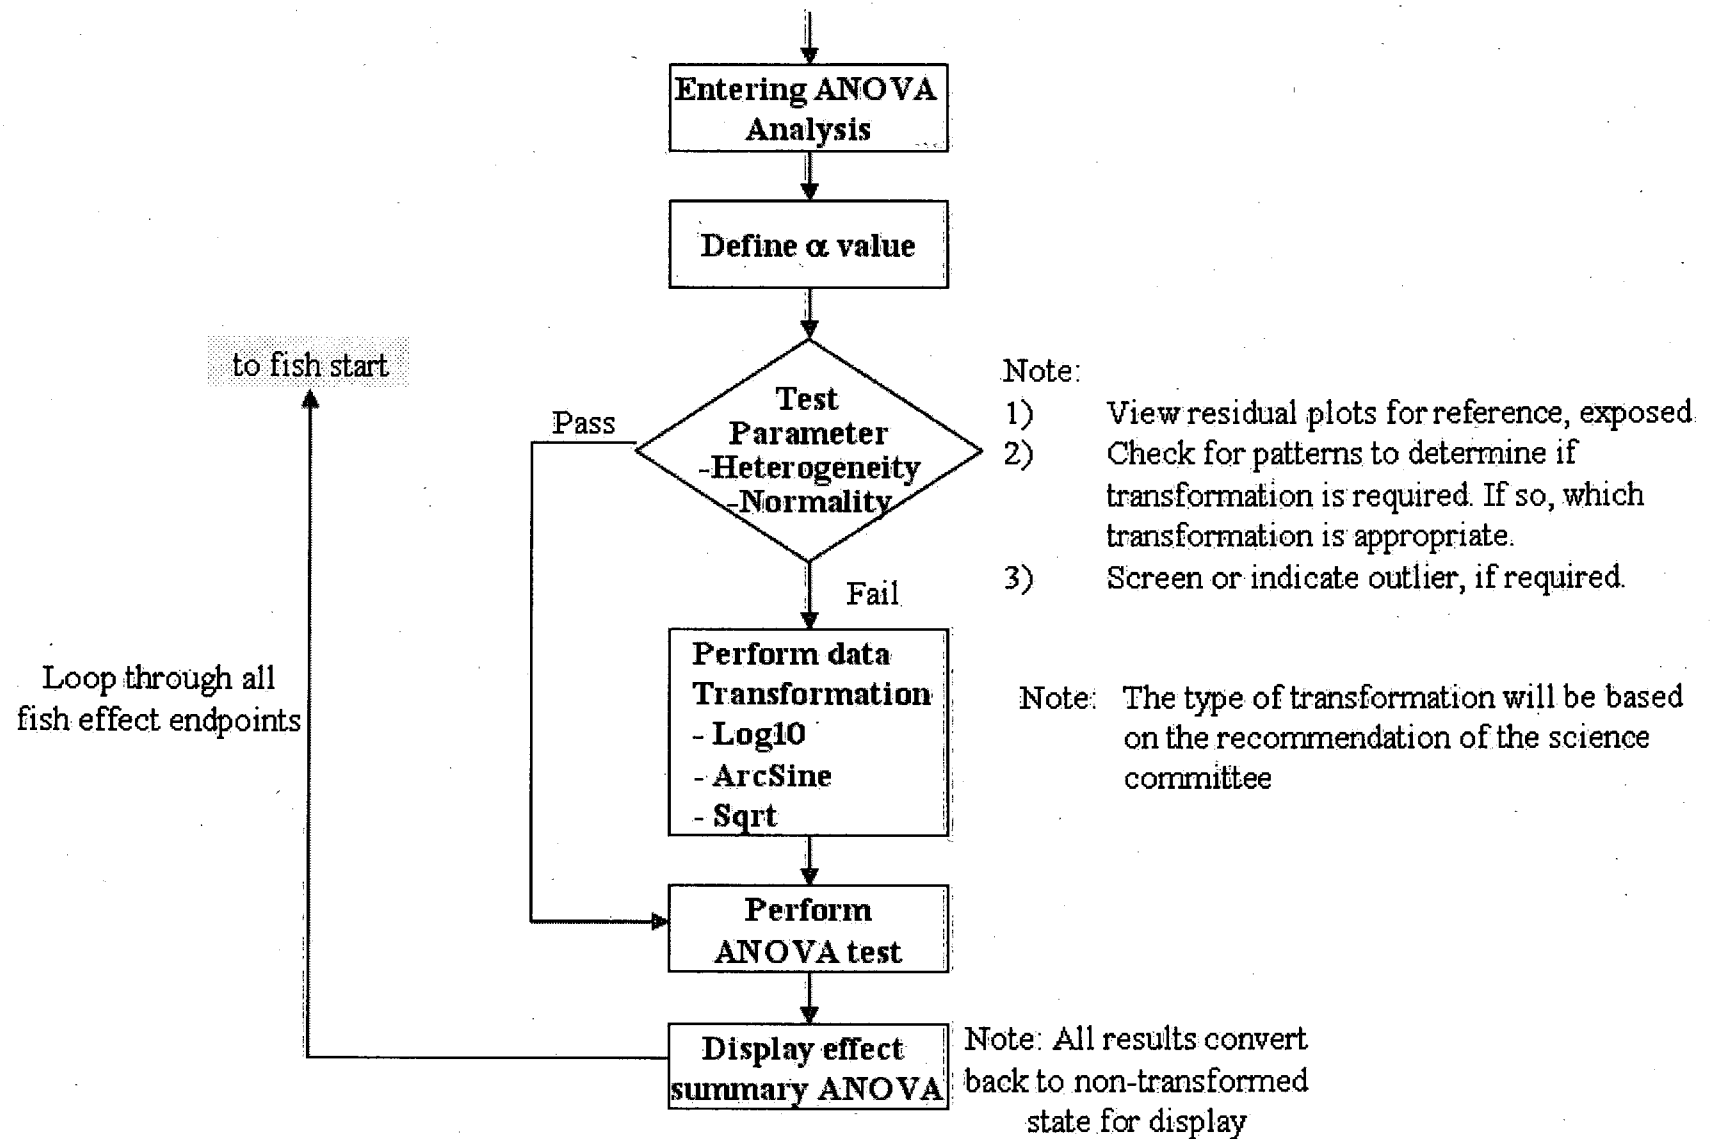 Entering ANOVA
Analysis
Define α value
to fish start
Pass
Test
Parameter
-Heterogeneity
-Normality
Note:
1) View residual plots for reference, exposed
2) Check for patterns to determine if
transformation is required. If so, which
transformation is appropriate.
3) Screen or indicate outlier, if required.
Fail
Perform data
Transformation
- Log10
- ArcSine
- Sqrt
Note: The type of transformation will be based
on the recommendation of the science
committee
Loop through all
fish effect endpoints
Perform
ANOVA test
Display effect
summary ANOVA
Note: All results convert
back to non-transformed
state for display